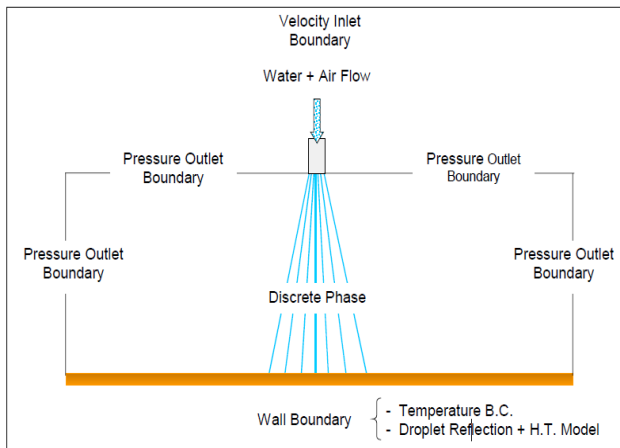 Velocity Inlet
Boundary
Water + Air Flow
Pressure Outlet
Boundary
Pressure Outlet
Boundary
Pressure Outlet
Boundary
Pressure Outlet
Boundary
Discrete Phase
Wall Boundary
- Temperature B.C.
- Droplet Reflection + H.T. Model